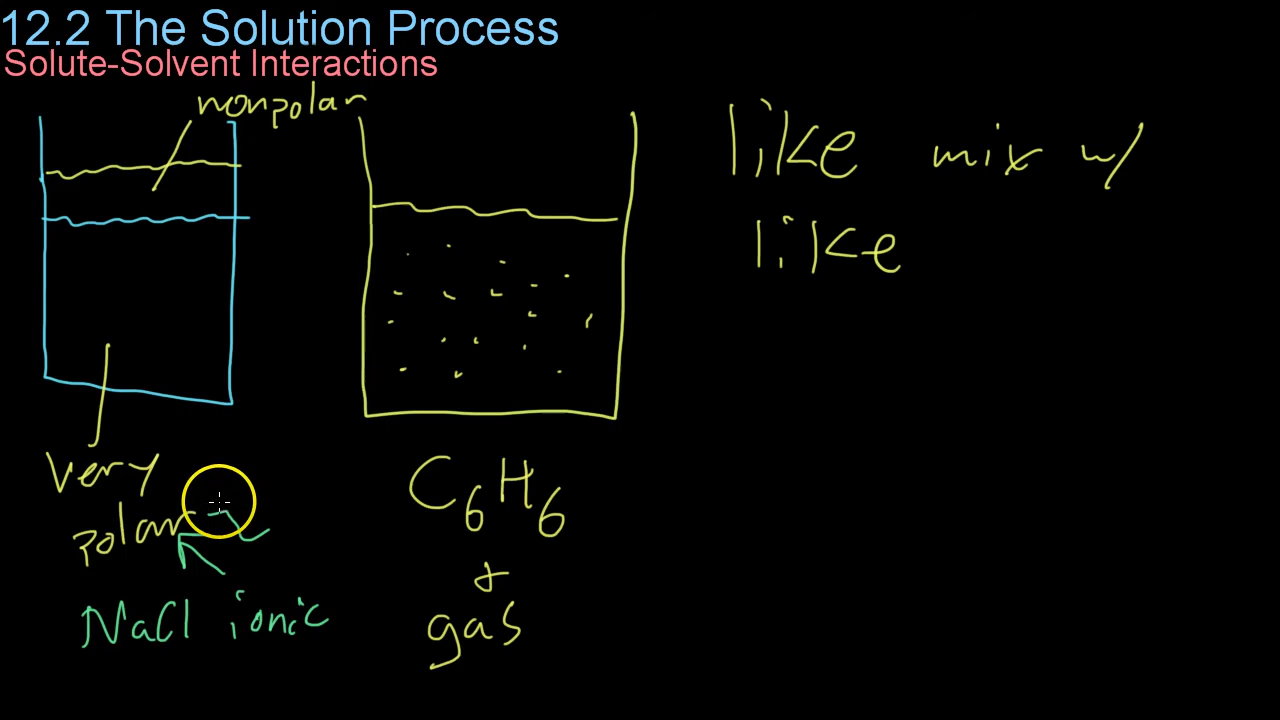 12.2 The Solution Process
Solute-Solvent Interactions
nonpolar
like mix w/
like
very
polar
NaCl ionic
C6H6
+
gas